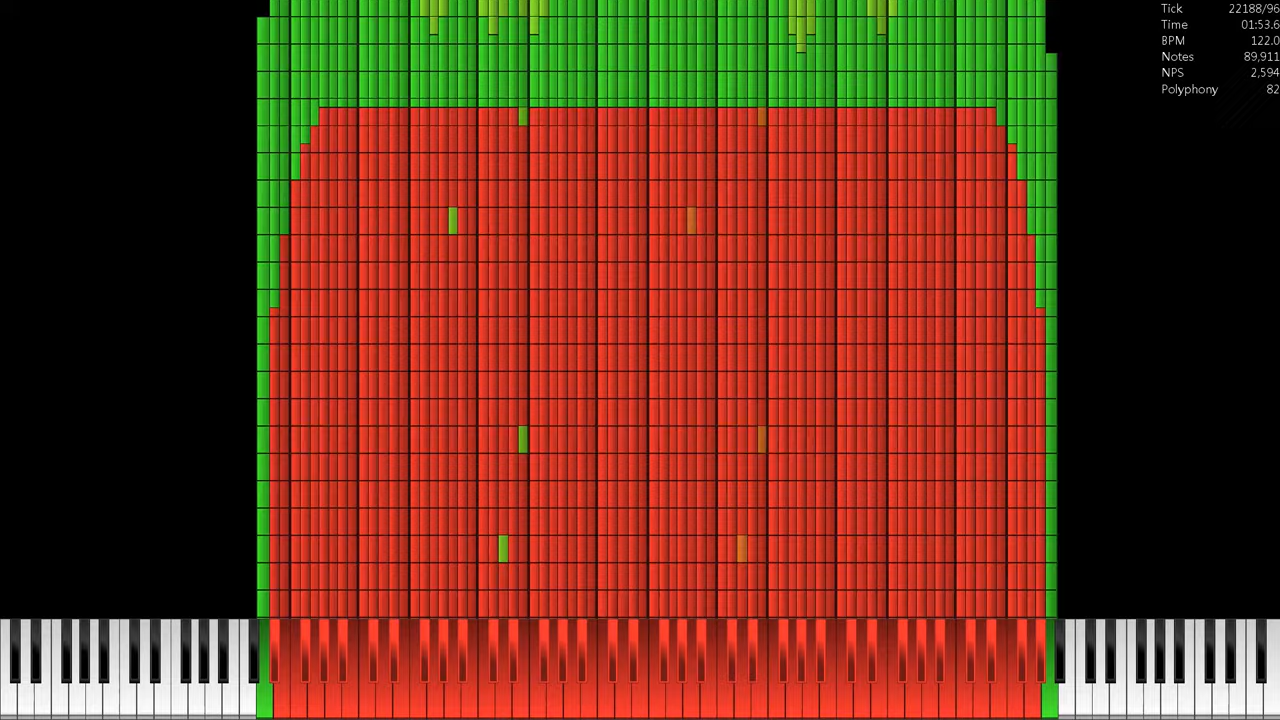 Tick 22188/96
Time 01:53.6
BPM 122.0
Notes 89,911
NPS 2,594
Polyphony 82